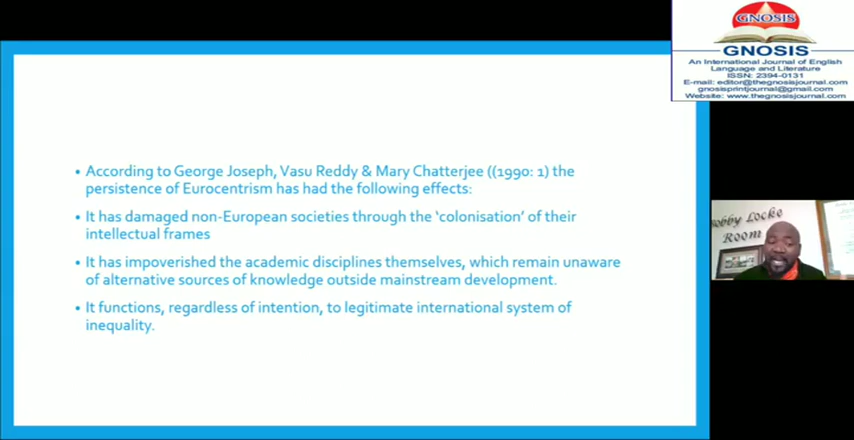 GNOSIS
GNOSIS
An International Journal of English
Language and Literature
ISSN: 2394-0131
E-mail: editor@thegnosisjournal.com
gnosisprintjournal@gmail.com
Website: www.thegnosisjournal.com
• According to George Joseph, Vasu Reddy & Mary Chatterjee ((1990: 1) the
persistence of Eurocentrism has had the following effects:
• It has damaged non-European societies through the 'colonisation' of their
intellectual frames
• It has impoverished the academic disciplines themselves, which remain unaware
of alternative sources of knowledge outside mainstream development.
• It functions, regardless of intention, to legitimate international system of
inequality.
obby Locke
Room